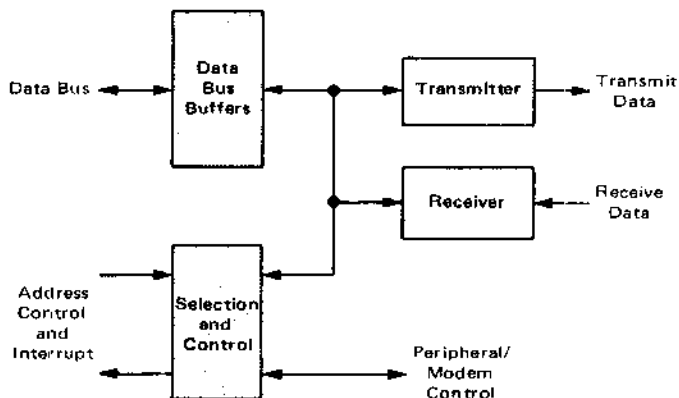 Data Bus
Data
Bus
Buffers
Transmitter
Transmit
Data
Receiver
Receive
Data
Address
Control
and
Interrupt
Selection
and
Control
Peripheral/
Modem
Control